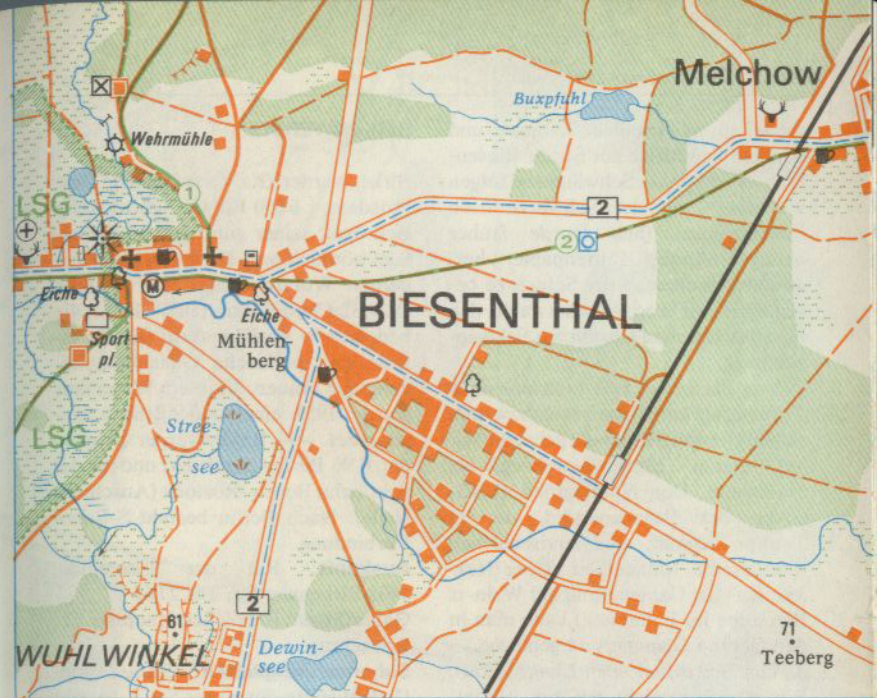 Melchow
Buxpfuhl
Wehrmühle
1
LSG
2
2
Eiche
M
BIESENTHAL
Eiche
Mühlen-
berg
Sport-
pl.
Stree-
see
LSG
2
61
WUHLWINKEL
Dewin-
see
71
Teeberg